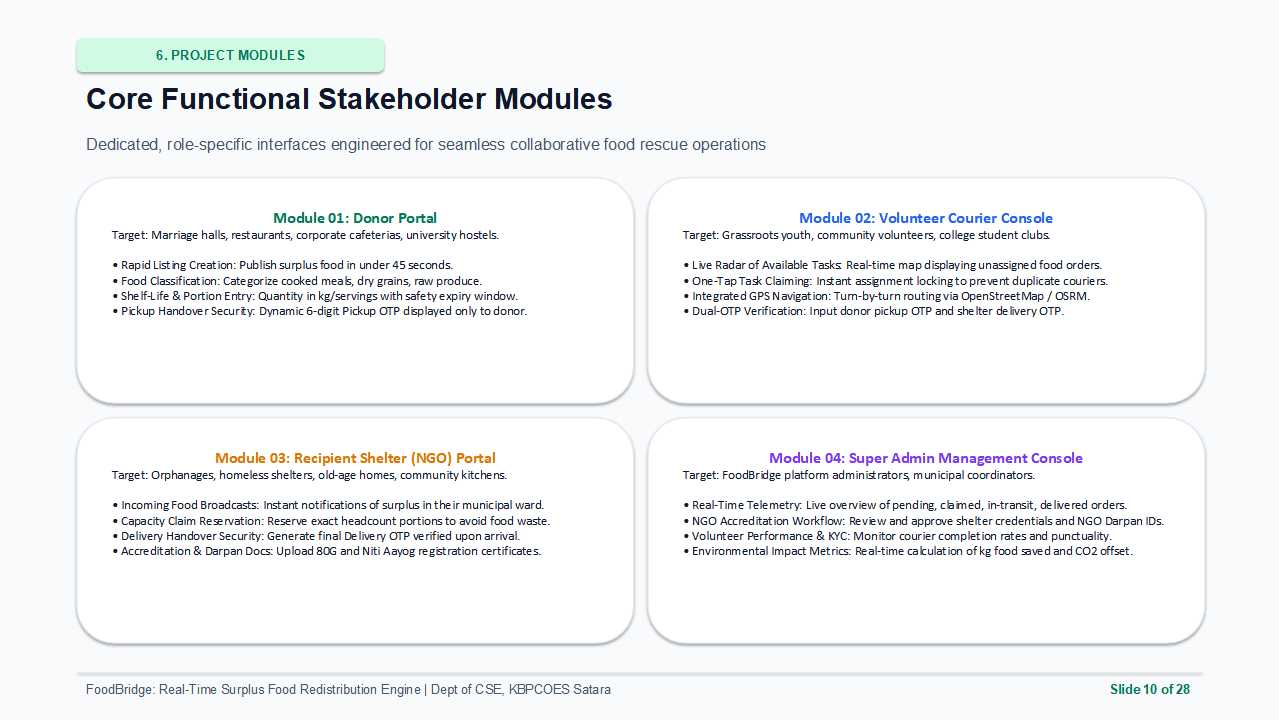 6. PROJECT MODULES
Core Functional Stakeholder Modules
Dedicated, role-specific interfaces engineered for seamless collaborative food rescue operations
Module 01: Donor Portal
Target: Marriage halls, restaurants, corporate cafeterias, university hostels.
• Rapid Listing Creation: Publish surplus food in under 45 seconds.
• Food Classification: Categorize cooked meals, dry grains, raw produce.
• Shelf-Life & Portion Entry: Quantity in kg/servings with safety expiry window.
• Pickup Handover Security: Dynamic 6-digit Pickup OTP displayed only to donor.
Module 02: Volunteer Courier Console
Target: Grassroots youth, community volunteers, college student clubs.
• Live Radar of Available Tasks: Real-time map displaying unassigned food orders.
• One-Tap Task Claiming: Instant assignment locking to prevent duplicate couriers.
• Integrated GPS Navigation: Turn-by-turn routing via OpenStreetMap / OSRM.
• Dual-OTP Verification: Input donor pickup OTP and shelter delivery OTP.
Module 03: Recipient Shelter (NGO) Portal
Target: Orphanages, homeless shelters, old-age homes, community kitchens.
• Incoming Food Broadcasts: Instant notifications of surplus in their municipal ward.
• Capacity Claim Reservation: Reserve exact headcount portions to avoid food waste.
• Delivery Handover Security: Generate final Delivery OTP verified upon arrival.
• Accreditation & Darpan Docs: Upload 80G and Niti Aayog registration certificates.
Module 04: Super Admin Management Console
Target: FoodBridge platform administrators, municipal coordinators.
• Real-Time Telemetry: Live overview of pending, claimed, in-transit, delivered orders.
• NGO Accreditation Workflow: Review and approve shelter credentials and NGO Darpan IDs.
• Volunteer Performance & KYC: Monitor courier completion rates and punctuality.
• Environmental Impact Metrics: Real-time calculation of kg food saved and CO2 offset.
FoodBridge: Real-Time Surplus Food Redistribution Engine | Dept of CSE, KBPCOES Satara
Slide 10 of 28